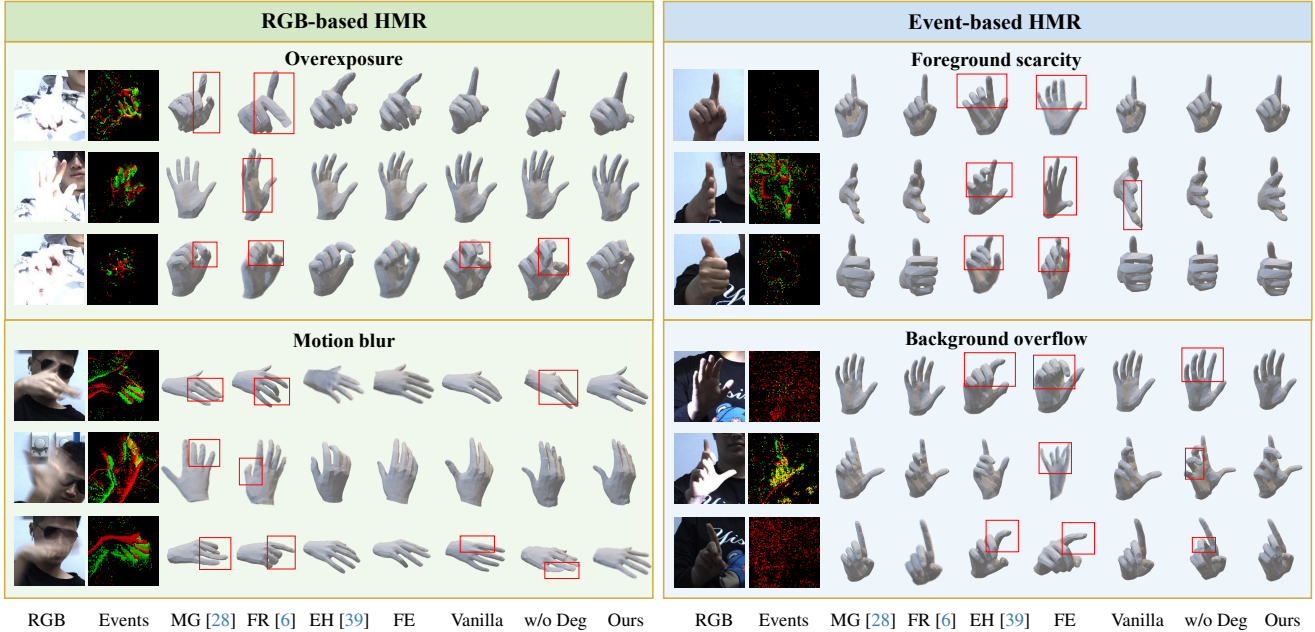 RGB-based HMR
Overexposure
Motion blur
RGB Events MG [28] FR [6] EH [39] FE Vanilla w/o Deg Ours
Event-based HMR
Foreground scarcity
Background overflow
RGB Events MG [28] FR [6] EH [39] FE Vanilla w/o Deg Ours